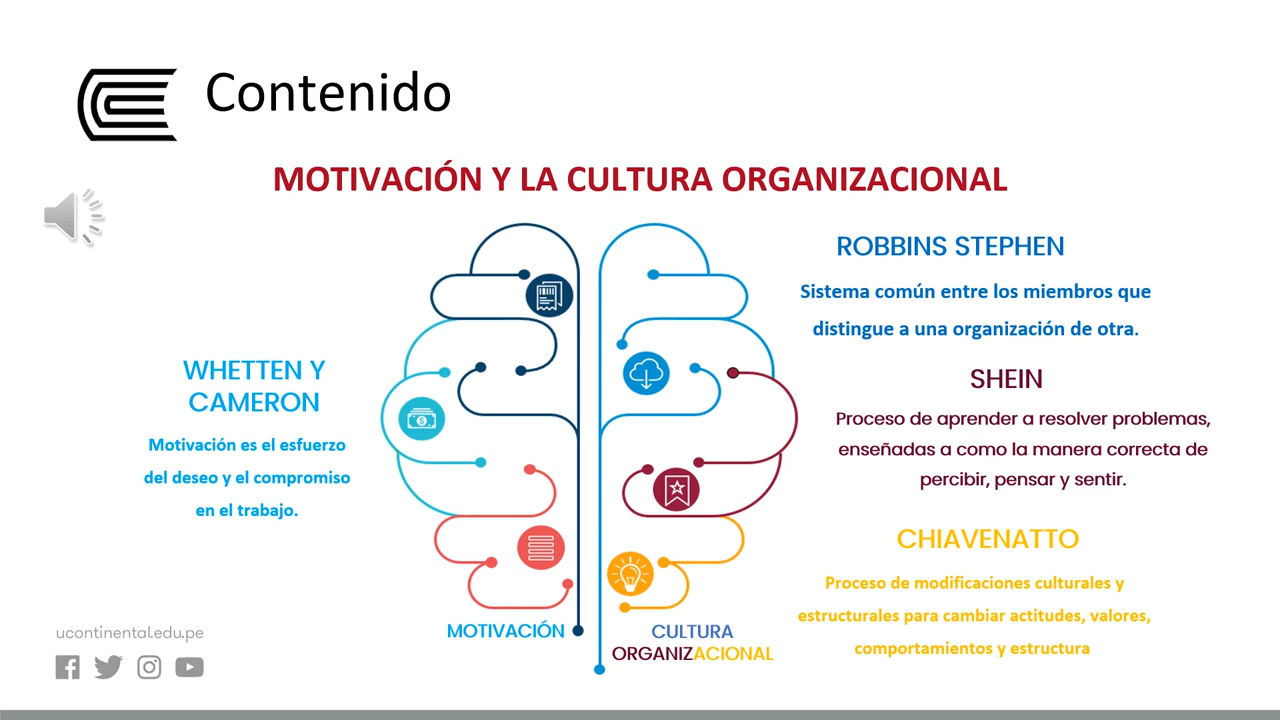 Contenido
MOTIVACIÓN Y LA CULTURA ORGANIZACIONAL
WHETTEN Y
CAMERON
Motivación es el esfuerzo
del deseo y el compromiso
en el trabajo.
ROBBINS STEPHEN
Sistema común entre los miembros que
distingue a una organización de otra.
SHEIN
Proceso de aprender a resolver problemas,
enseñadas a como la manera correcta de
percibir, pensar y sentir.
CHIAVENATTO
Proceso de modificaciones culturales y
estructurales para cambiar actitudes, valores,
comportamientos y estructura
MOTIVACIÓN
CULTURA
ORGANIZACIONAL
ucontinental.edu.pe